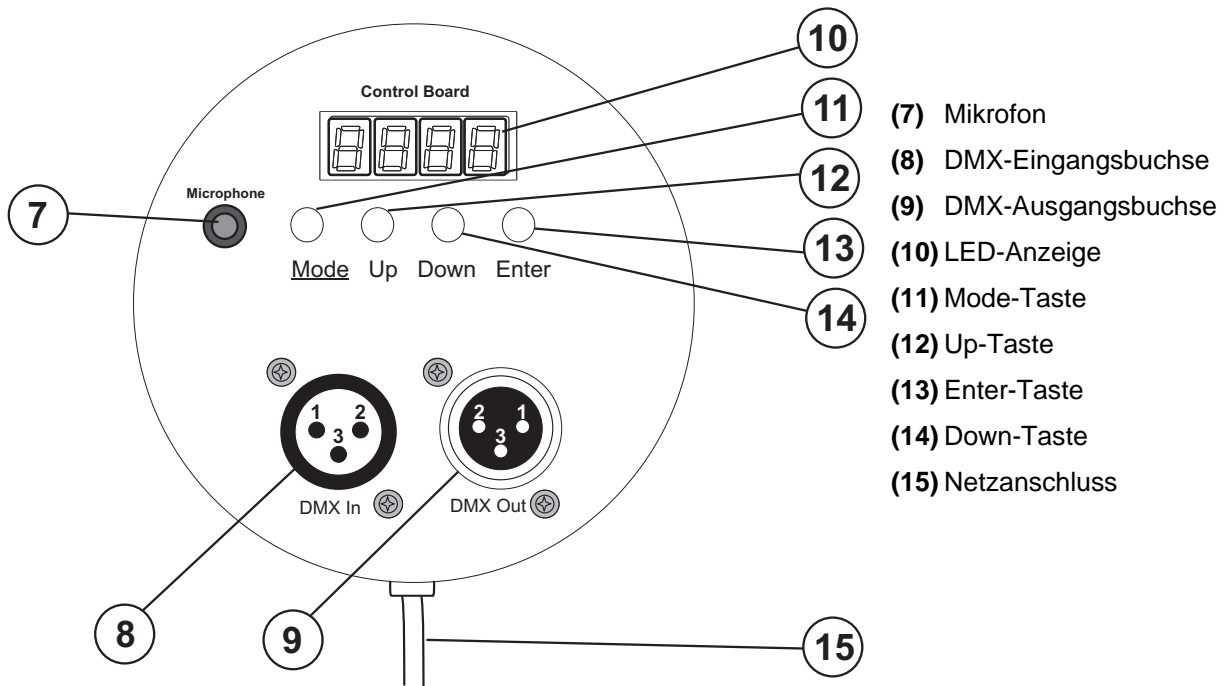 Control Board
Microphone
Mode Up Down Enter
1 2
3
2 1
3
DMX In DMX Out
7
8
9
10
11
12
13
14
15
(7) Mikrofon
(8) DMX-Eingangsbuchse
(9) DMX-Ausgangsbuchse
(10) LED-Anzeige
(11) Mode-Taste
(12) Up-Taste
(13) Enter-Taste
(14) Down-Taste
(15) Netzanschluss